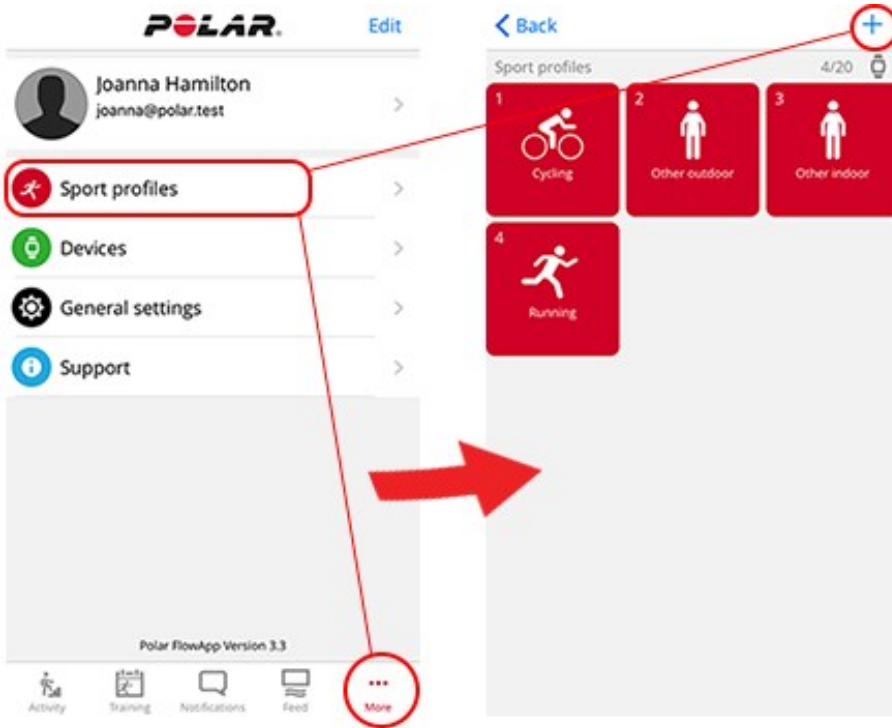 POLAR.
Edit
Joanna Hamilton
joanna@polar.test
Sport profiles
Devices
General settings
Support
Polar FlowApp Version 3.3
Activity
Training
Notifications
Feed
More
Back
Sport profiles 4/20
1
Cycling
2
Other outdoor
3
Other indoor
4
Running